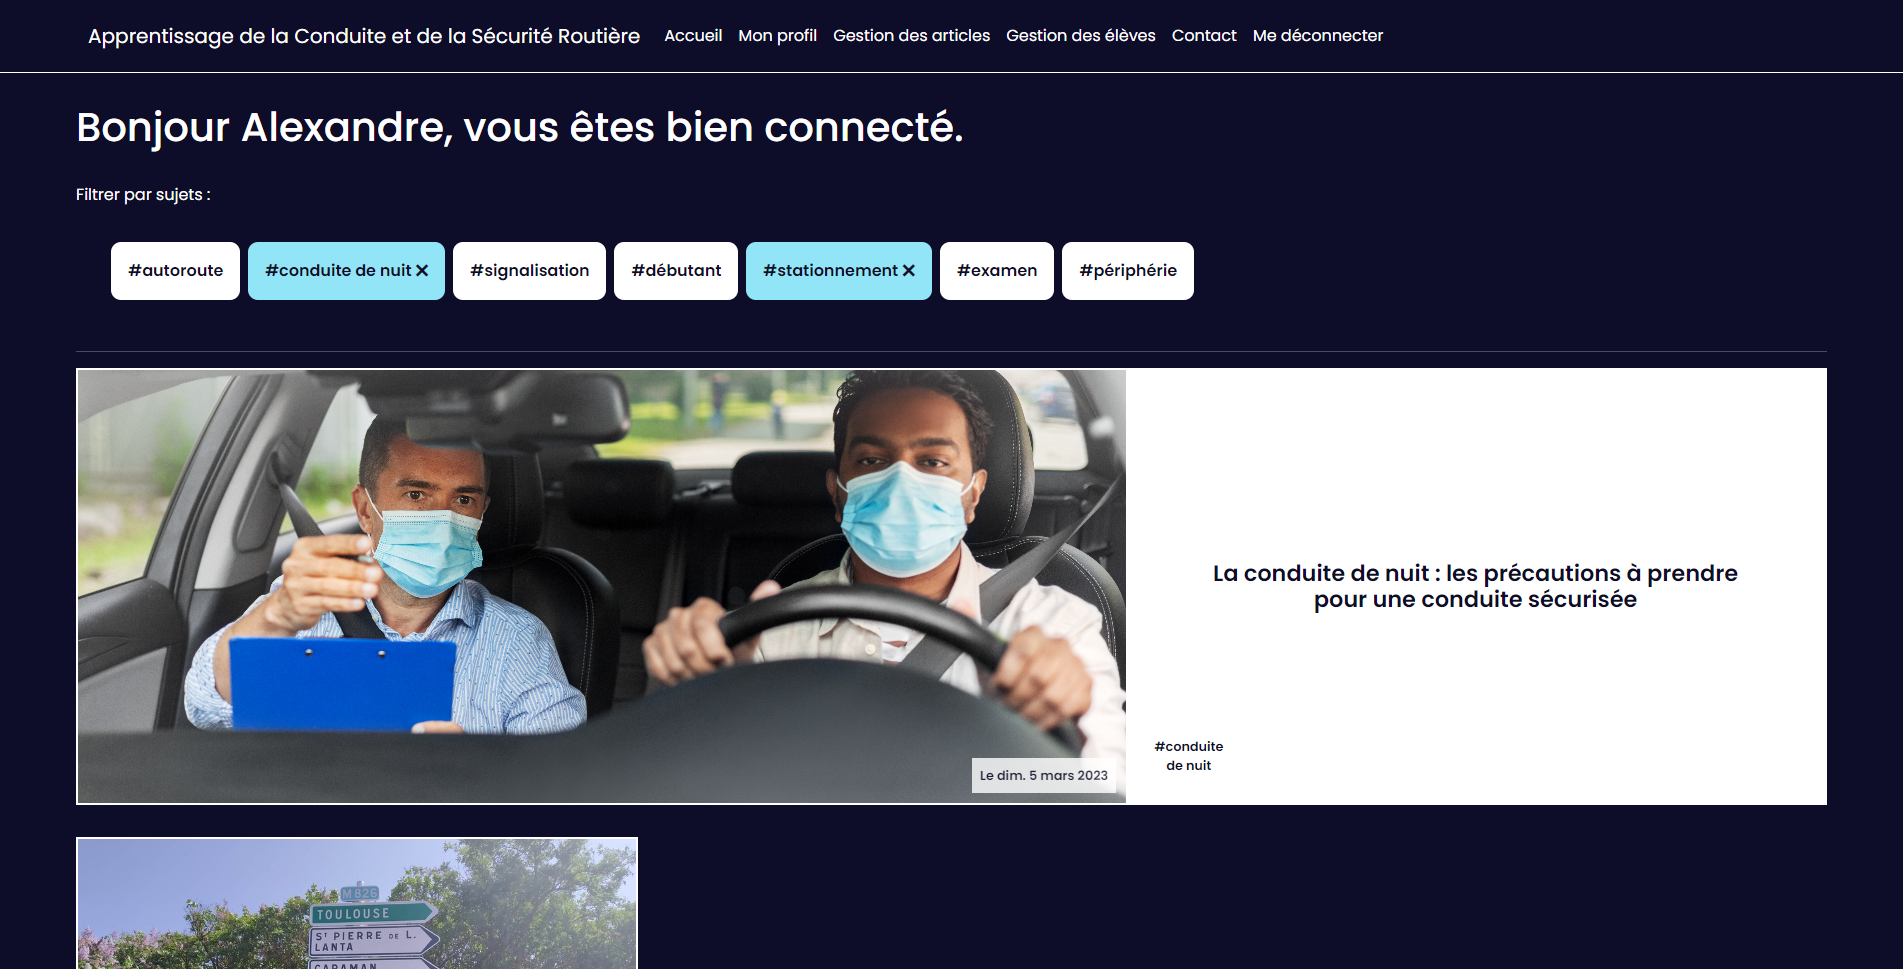 Apprentissage de la Conduite et de la Sécurité Routière Accueil Mon profil Gestion des articles Gestion des élèves Contact Me déconnecter
Bonjour Alexandre, vous êtes bien connecté.
Filtrer par sujets :
#autoroute #conduite de nuit ✕ #signalisation #débutant #stationnement ✕ #examen #périphérie
La conduite de nuit : les précautions à prendre
pour une conduite sécurisée
#conduite
de nuit
Le dim. 5 mars 2023
M 826
TOULOUSE
ST PIERRE DE L.
LANTA
CARAMAN